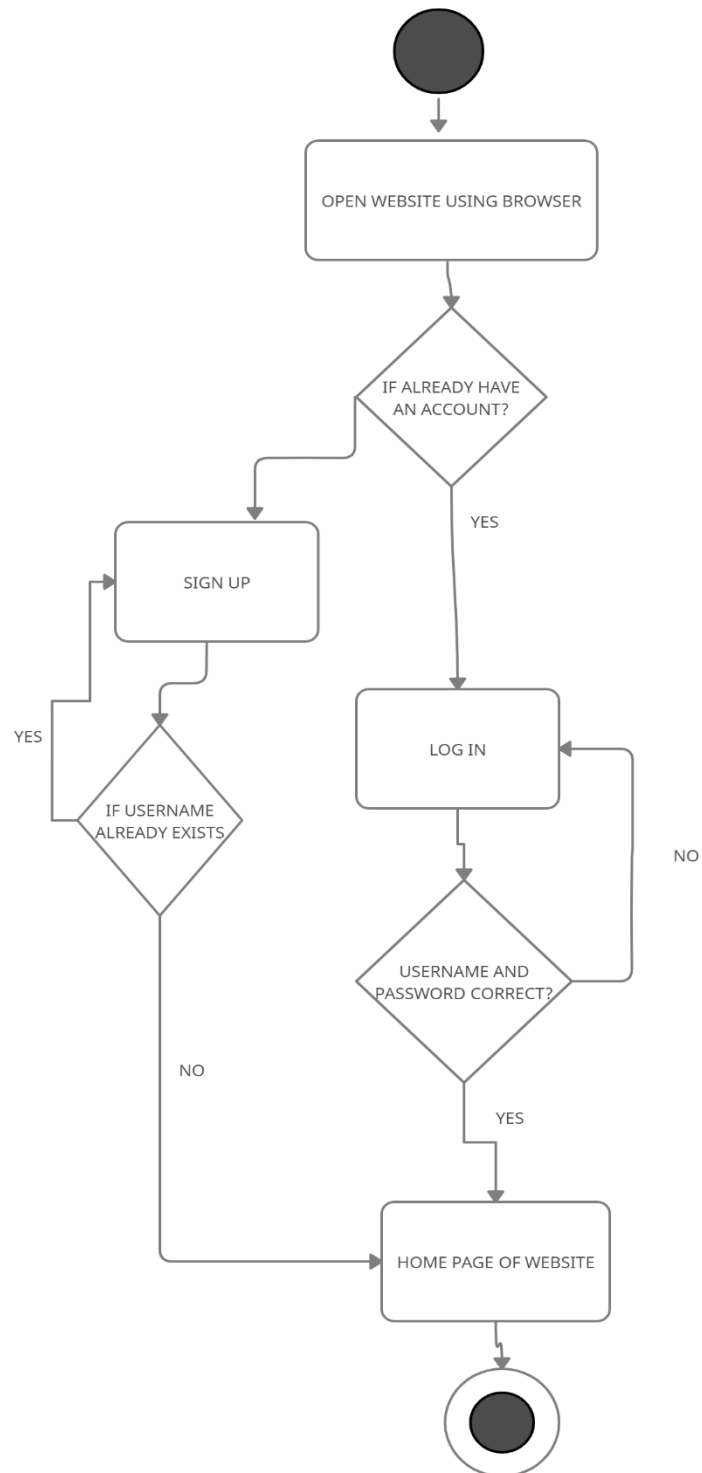 OPEN WEBSITE USING BROWSER
IF ALREADY HAVE
AN ACCOUNT?
YES
SIGN UP
YES
LOG IN
IF USERNAME
ALREADY EXISTS
NO
USERNAME AND
PASSWORD CORRECT?
NO
YES
HOME PAGE OF WEBSITE